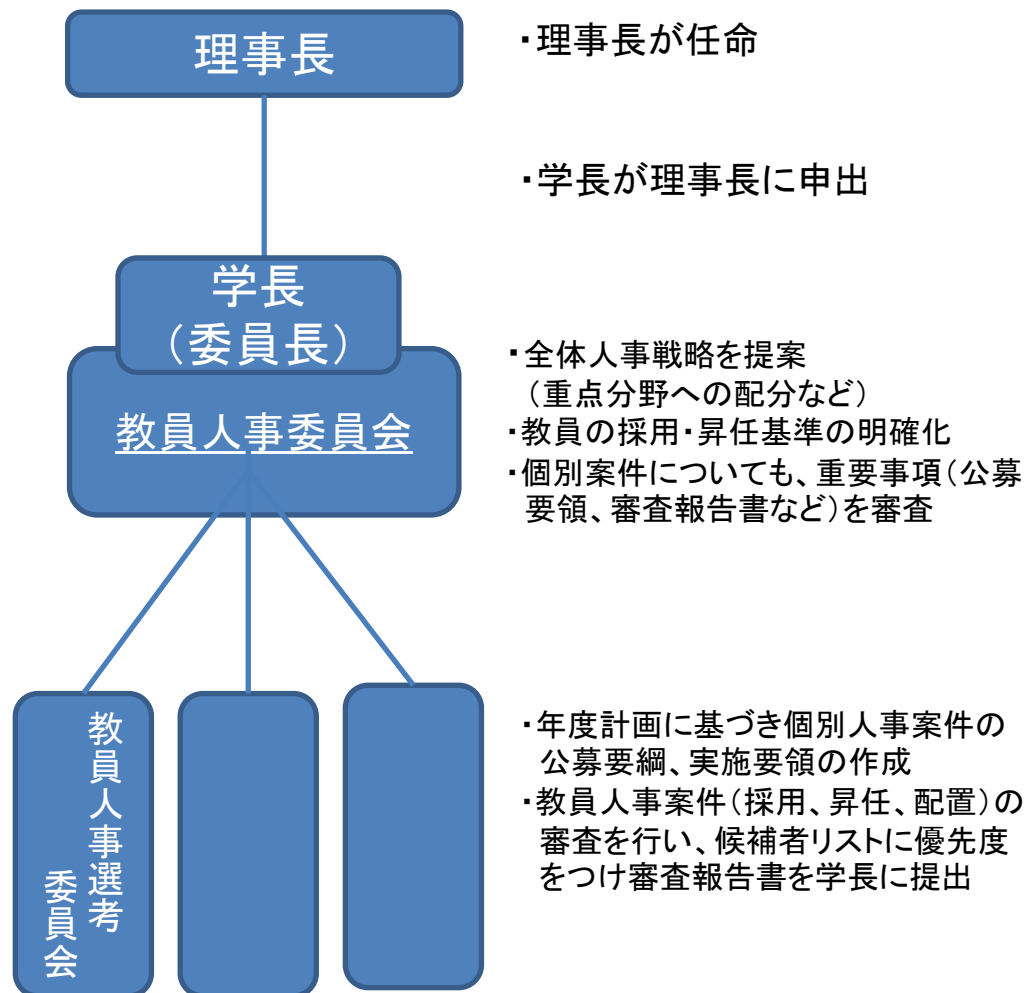 理事長
・理事長が任命
・学長が理事長に申出
学長
（委員長）
教員人事委員会
・全体人事戦略を提案
（重点分野への配分など）
・教員の採用・昇任基準の明確化
・個別案件についても、重要事項（公募
要領、審査報告書など）を審査
教員人事選考
委員会
・年度計画に基づき個別人事案件の
公募要綱、実施要領の作成
・教員人事案件（採用、昇任、配置）の
審査を行い、候補者リストに優先度
をつけ審査報告書を学長に提出